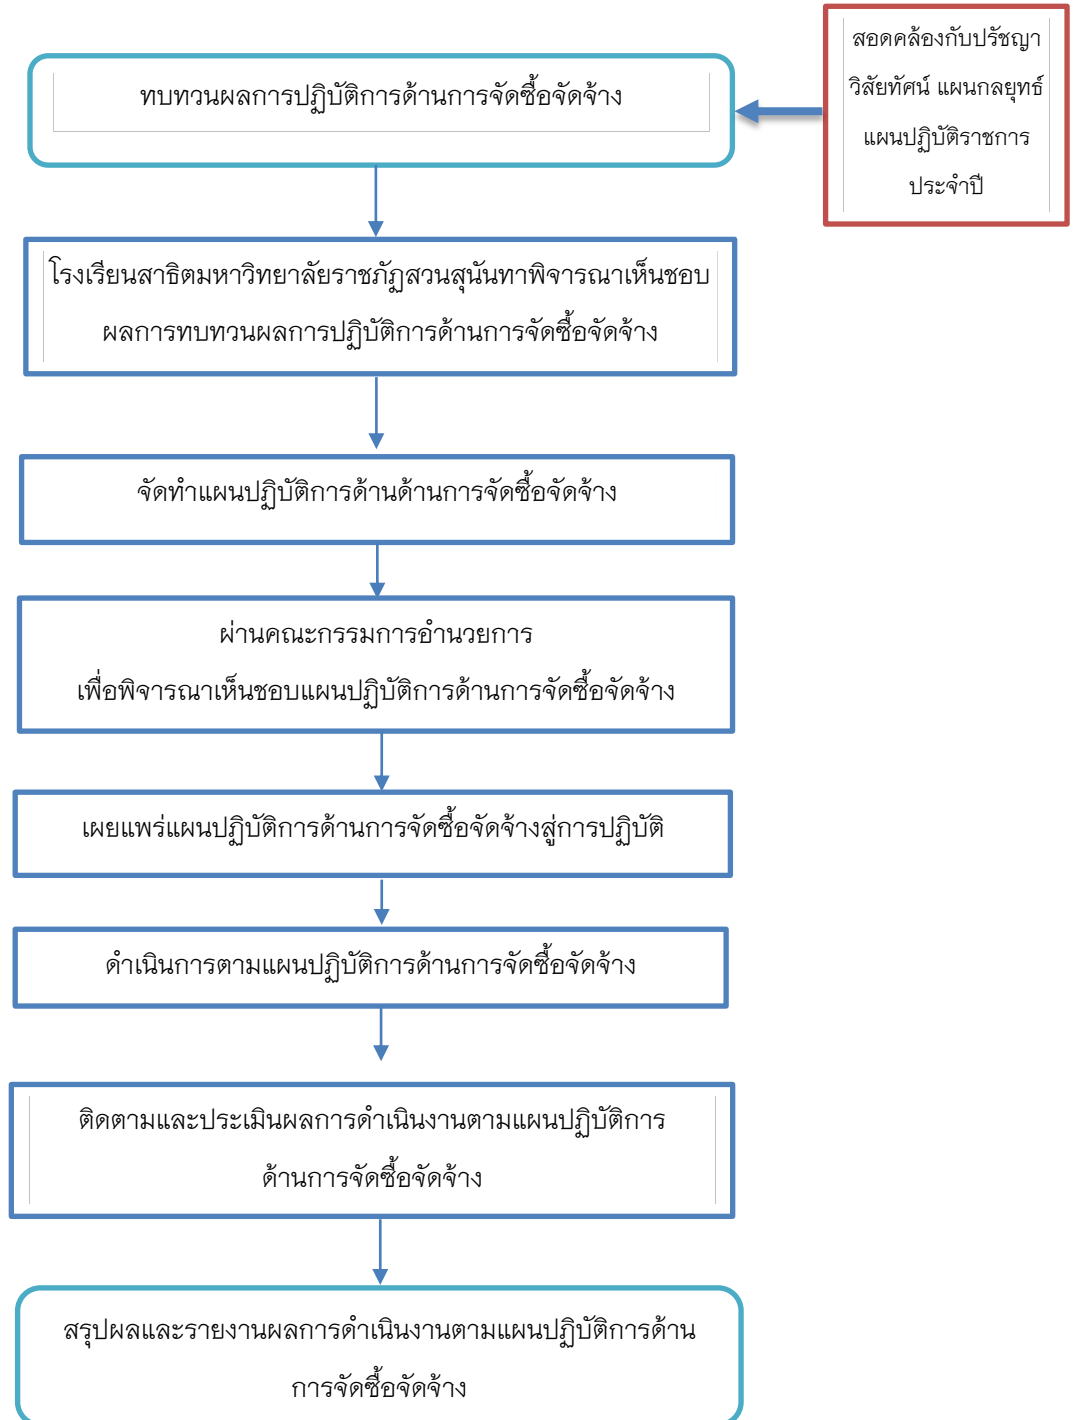 สอดคล้องกับปรัชญา
วิสัยทัศน์ แผนกลยุทธ์
แผนปฏิบัติราชการ
ประจำปี
ทบทวนผลการปฏิบัติการด้านการจัดซื้อจัดจ้าง
โรงเรียนสาธิตมหาวิทยาลัยราชภัฏสวนสุนันทาพิจารณาเห็นชอบ
ผลการทบทวนผลการปฏิบัติการด้านการจัดซื้อจัดจ้าง
จัดทำแผนปฏิบัติการด้านด้านการจัดซื้อจัดจ้าง
ผ่านคณะกรรมการอำนวยการ
เพื่อพิจารณาเห็นชอบแผนปฏิบัติการด้านการจัดซื้อจัดจ้าง
เผยแพร่แผนปฏิบัติการด้านการจัดซื้อจัดจ้างสู่การปฏิบัติ
ดำเนินการตามแผนปฏิบัติการด้านการจัดซื้อจัดจ้าง
ติดตามและประเมินผลการดำเนินงานตามแผนปฏิบัติการ
ด้านการจัดซื้อจัดจ้าง
สรุปผลและรายงานผลการดำเนินงานตามแผนปฏิบัติการด้าน
การจัดซื้อจัดจ้าง